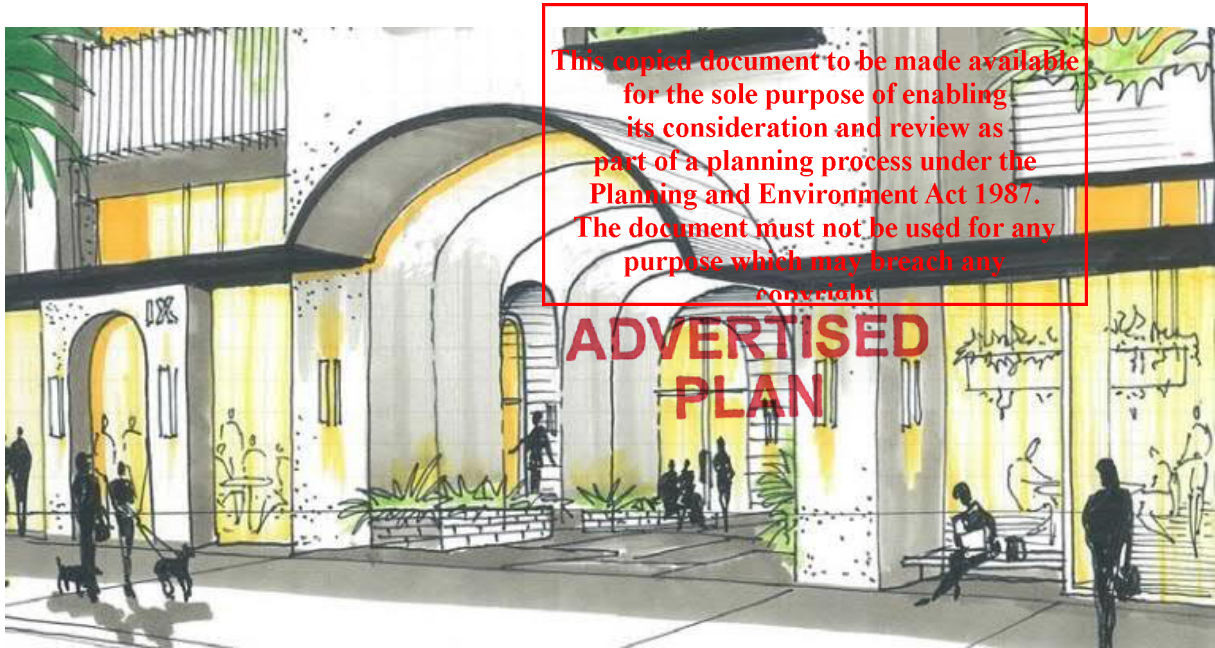 This copied document to be made available
for the sole purpose of enabling
its consideration and review as
part of a planning process under the
Planning and Environment Act 1987.
The document must not be used for any
purpose which may breach any
copyright
ADVERTISED
PLAN
IX